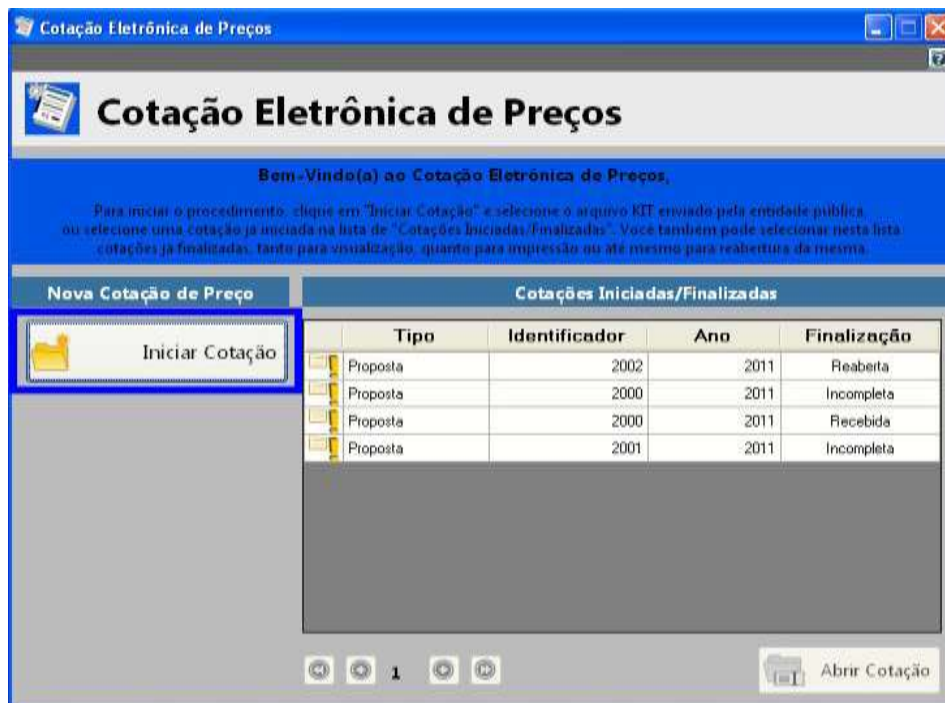 Cotação Eletrônica de Preços
Cotação Eletrônica de Preços
Bem-Vindo(a) ao Cotação Eletrônica de Preços,
Para iniciar o procedimento, clique em "Iniciar Cotação" e selecione o arquivo KIT enviado pela entidade pública,
ou selecione uma cotação já iniciada na lista de "Cotações Iniciadas/Finalizadas". Você também pode selecionar nesta lista
cotações já finalizadas, tanto para visualização, quanto para impressão ou até mesmo para reabertura da mesma.
Nova Cotação de Preço
Cotações Iniciadas/Finalizadas
Iniciar Cotação
Tipo Identificador Ano Finalização
Proposta 2002 2011 Reaberta
Proposta 2000 2011 Incompleta
Proposta 2000 2011 Recebida
Proposta 2001 2011 Incompleta
1
Abrir Cotação